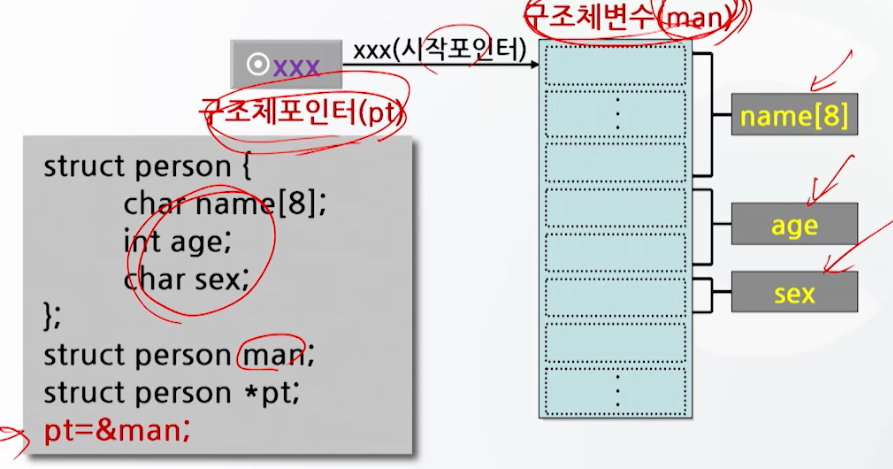 구조체변수(man)
⊙xxx
xxx(시작포인터)
구조체포인터(pt)
name[8]
struct person {
char name[8];
int age;
char sex;
};
struct person man;
struct person *pt;
pt=&man;
age
sex